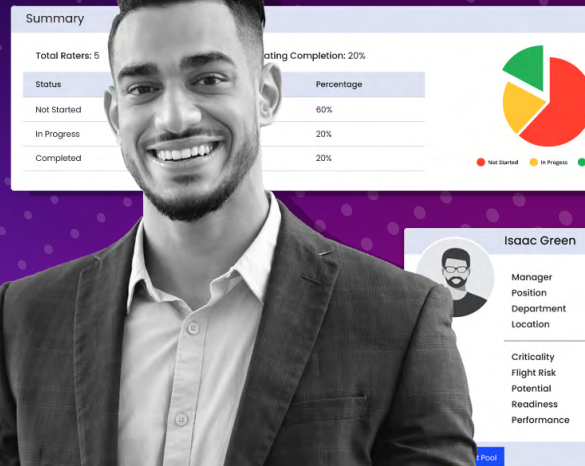 Summary
Total Raters: 5 ating Completion: 20%
Status Percentage
Not Started 60%
In Progress 20%
Completed 20%
Not Started In Progess
Isaac Green
Manager
Position
Department
Location
Criticality
Flight Risk
Potential
Readiness
Performance
t Pool